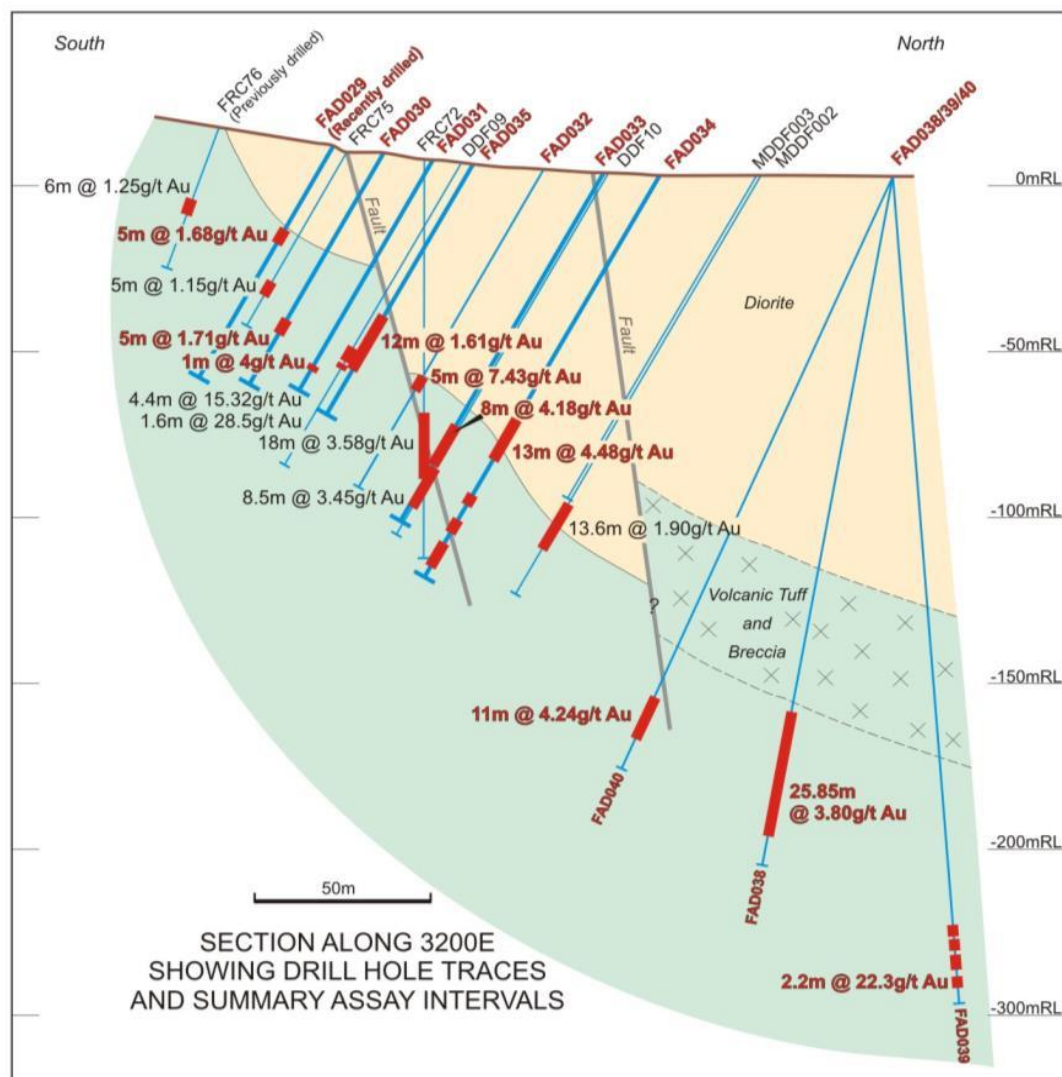 South
North
FRC76
(Previously drilled)
FAD029
(Recently drilled)
FRC75
FAD030
FRC72
FAD031
DDF09
FAD035
FAD032
FAD033
DDF10
FAD034
MDDF003
MDDF002
FAD038/39/40
0mRL
6m @ 1.25g/t Au
Fault
5m @ 1.68g/t Au
5m @ 1.15g/t Au
Diorite
Fault
5m @ 1.71g/t Au
12m @ 1.61g/t Au
-50mRL
1m @ 4g/t Au
5m @ 7.43g/t Au
4.4m @ 15.32g/t Au
8m @ 4.18g/t Au
1.6m @ 28.5g/t Au
18m @ 3.58g/t Au
13m @ 4.48g/t Au
8.5m @ 3.45g/t Au
-100mRL
13.6m @ 1.90g/t Au
Volcanic Tuff
and
Breccia
?
-150mRL
11m @ 4.24g/t Au
FAD040
25.85m
@ 3.80g/t Au
-200mRL
FAD038
50m
SECTION ALONG 3200E
SHOWING DRILL HOLE TRACES
AND SUMMARY ASSAY INTERVALS
2.2m @ 22.3g/t Au
-300mRL
FAD039